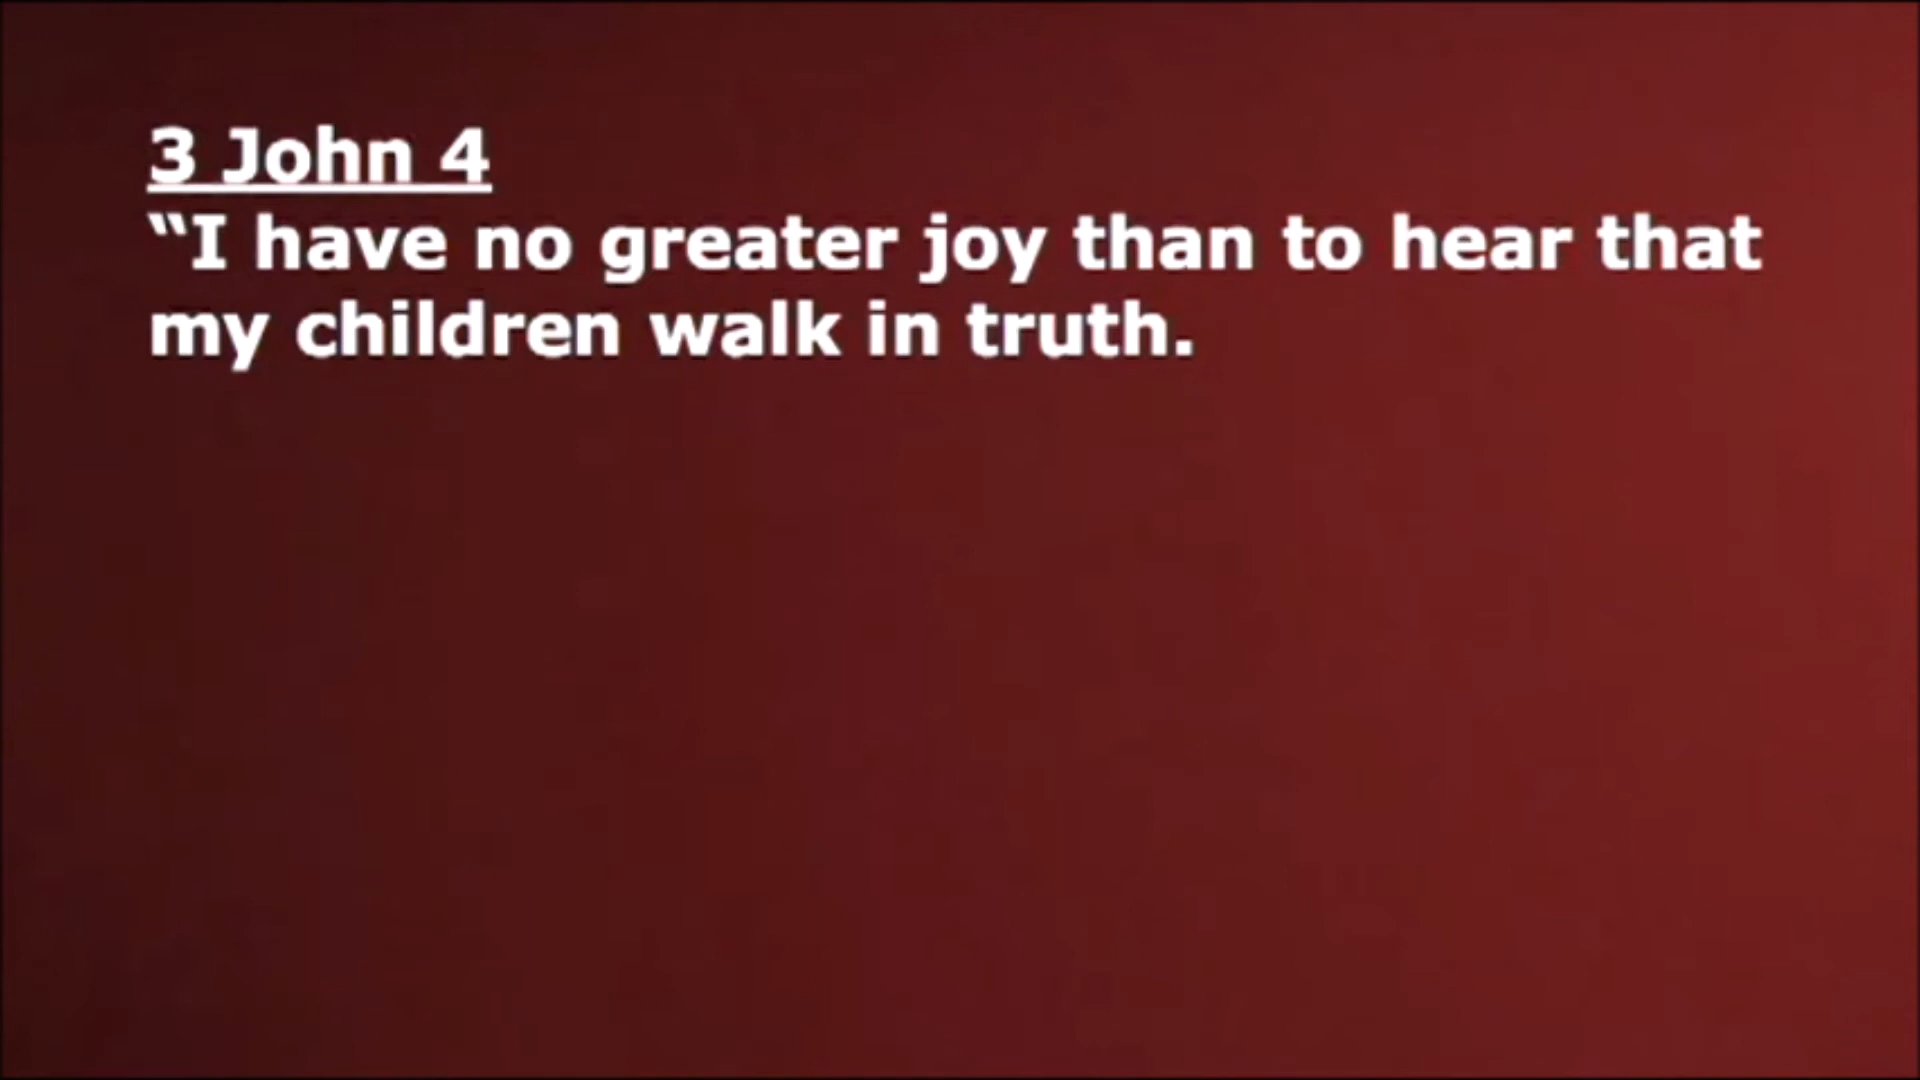 3 John 4
“I have no greater joy than to hear that
my children walk in truth.